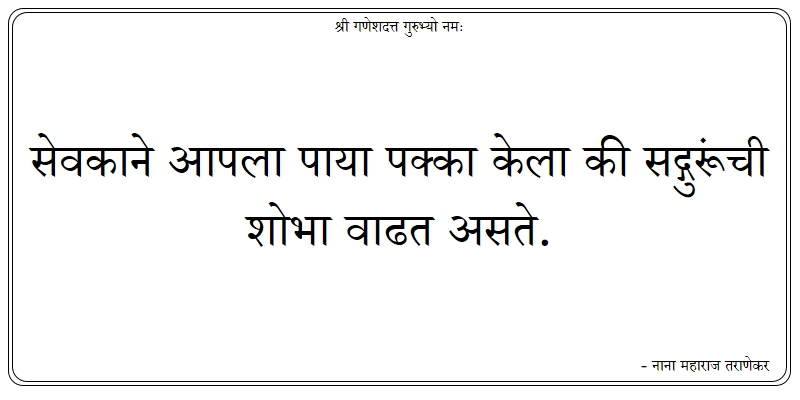 श्री गणेशदत्त गुरुभ्यो नमः
सेवकाने आपला पाया पक्का केला की सद्गुरूंची
शोभा वाढत असते.
- नाना महाराज तराणेकर